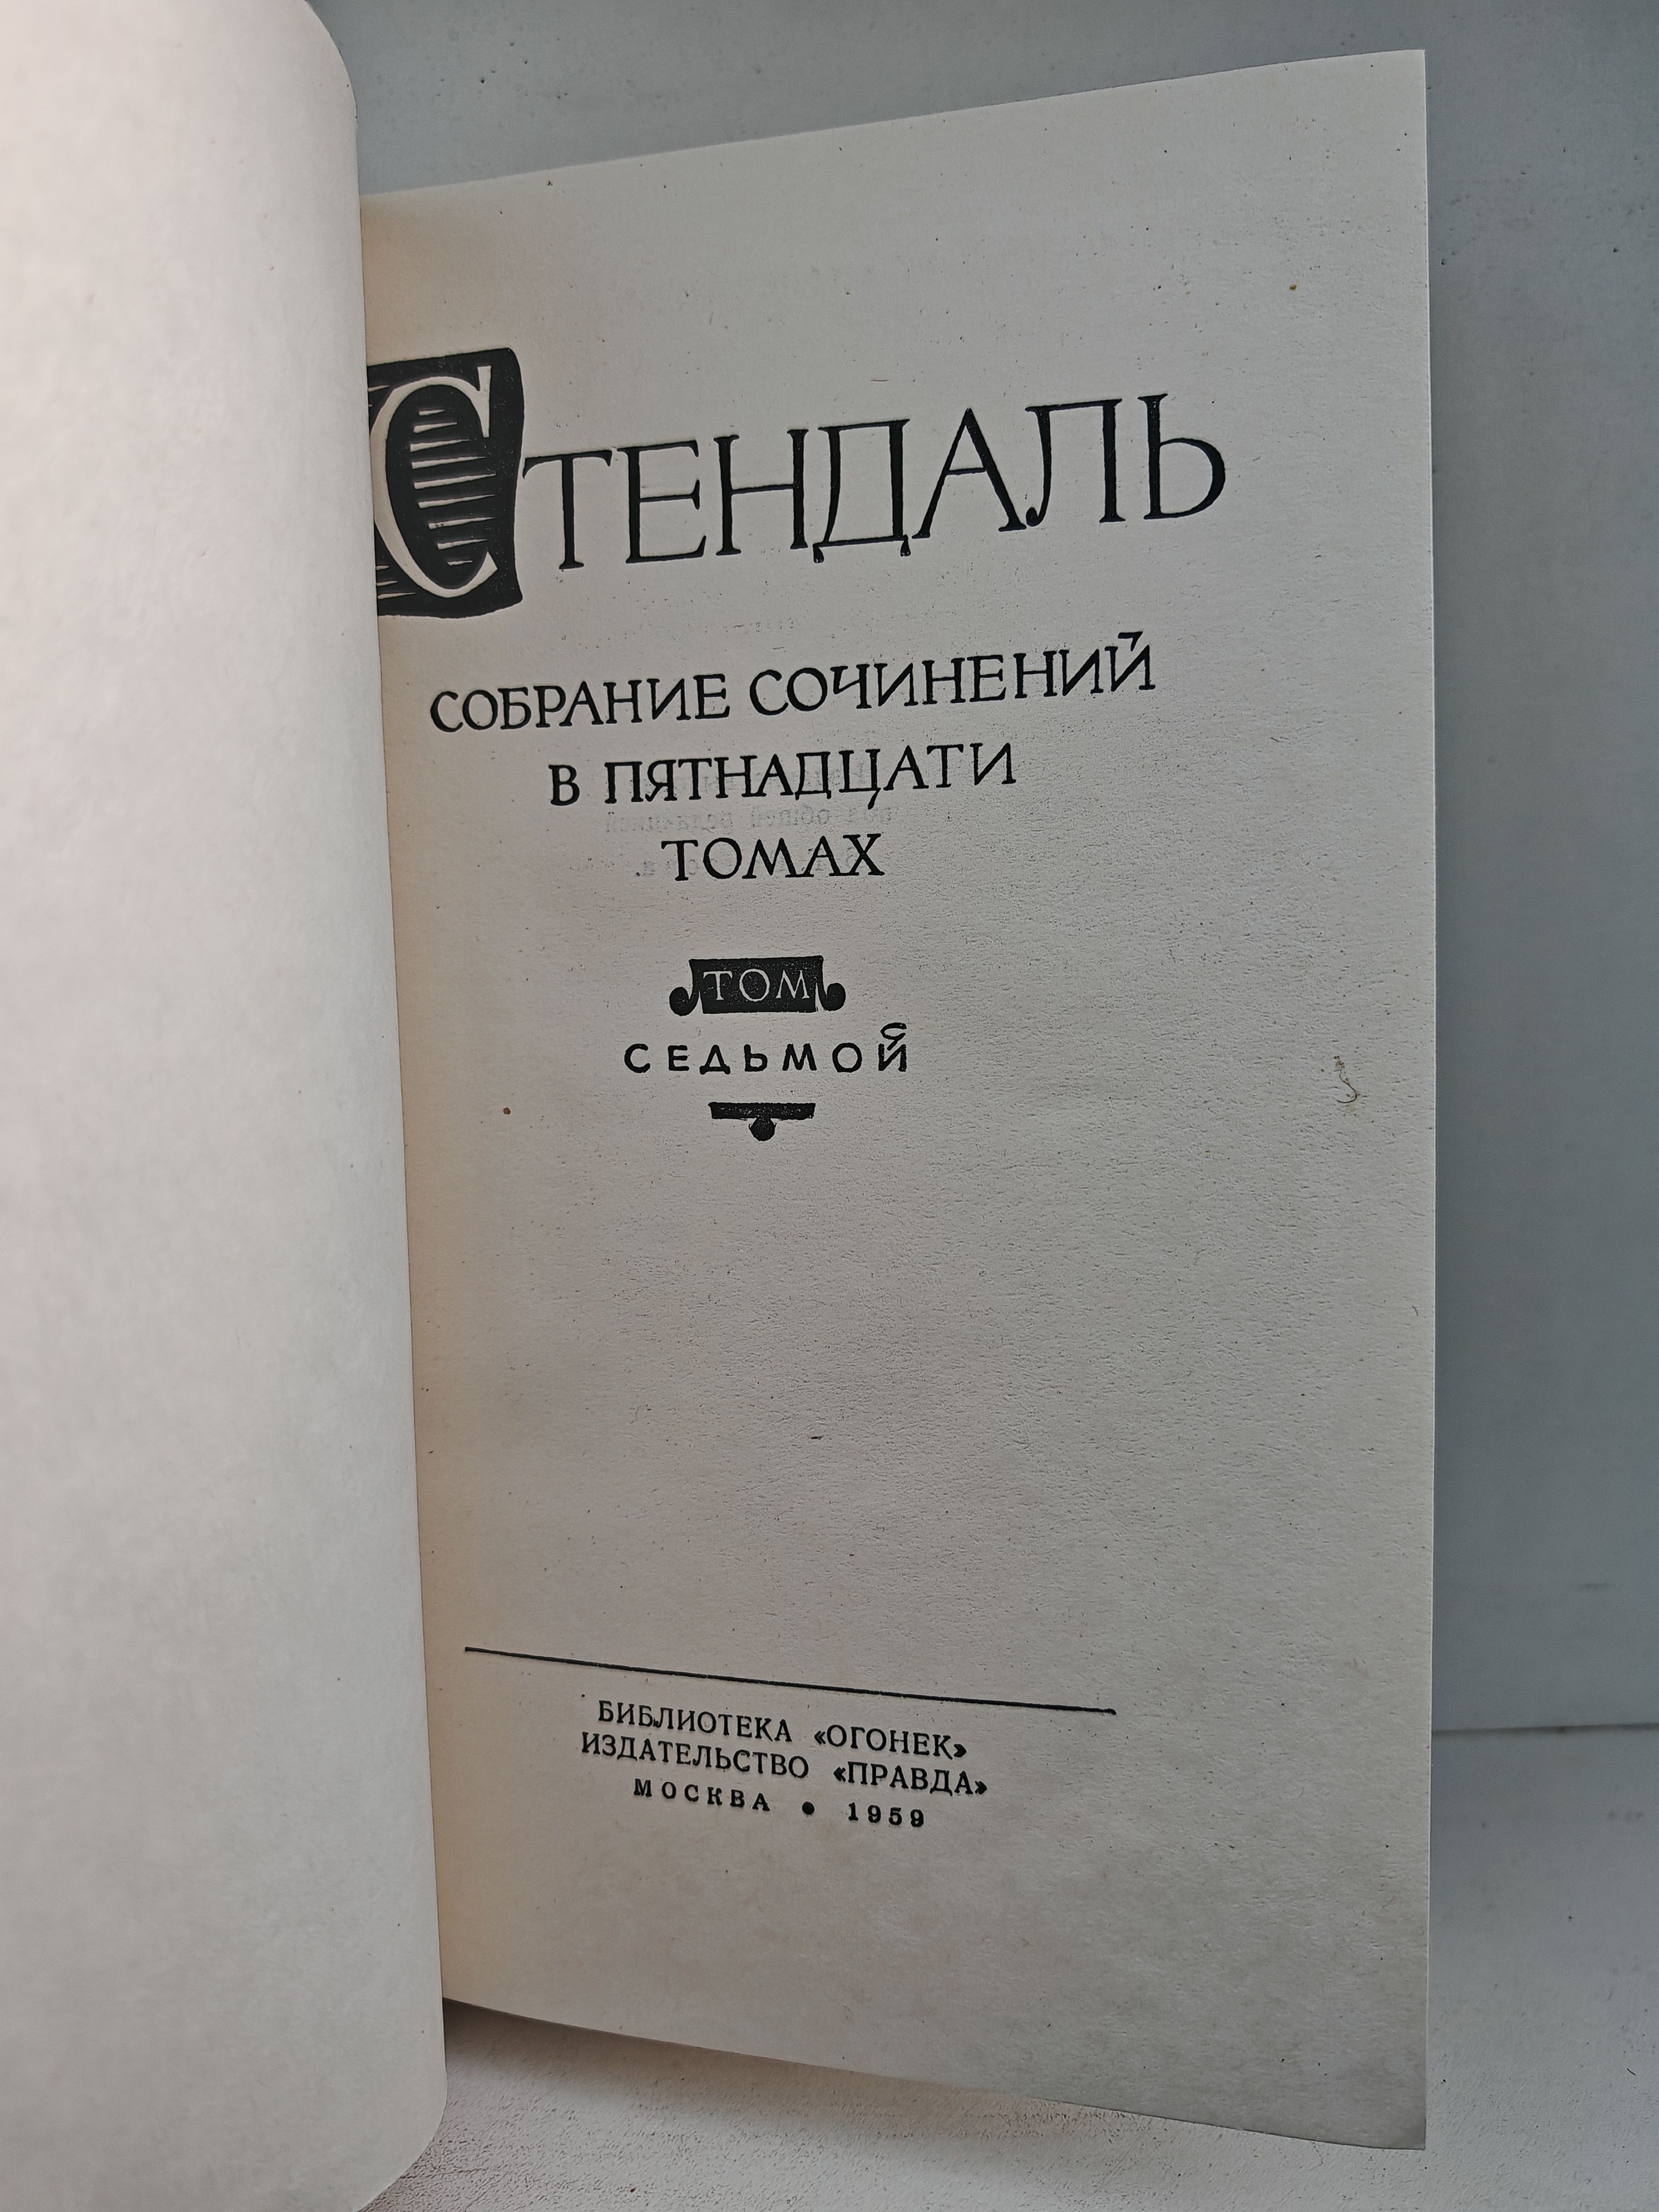 СТЕНДАЛЬ
СОБРАНИЕ СОЧИНЕНИЙ
В ПЯТНАДЦАТИ
ТОМАХ
ТОМ
СЕДЬМОЙ
БИБЛИОТЕКА «ОГОНЕК»
ИЗДАТЕЛЬСТВО «ПРАВДА»
МОСКВА • 1959